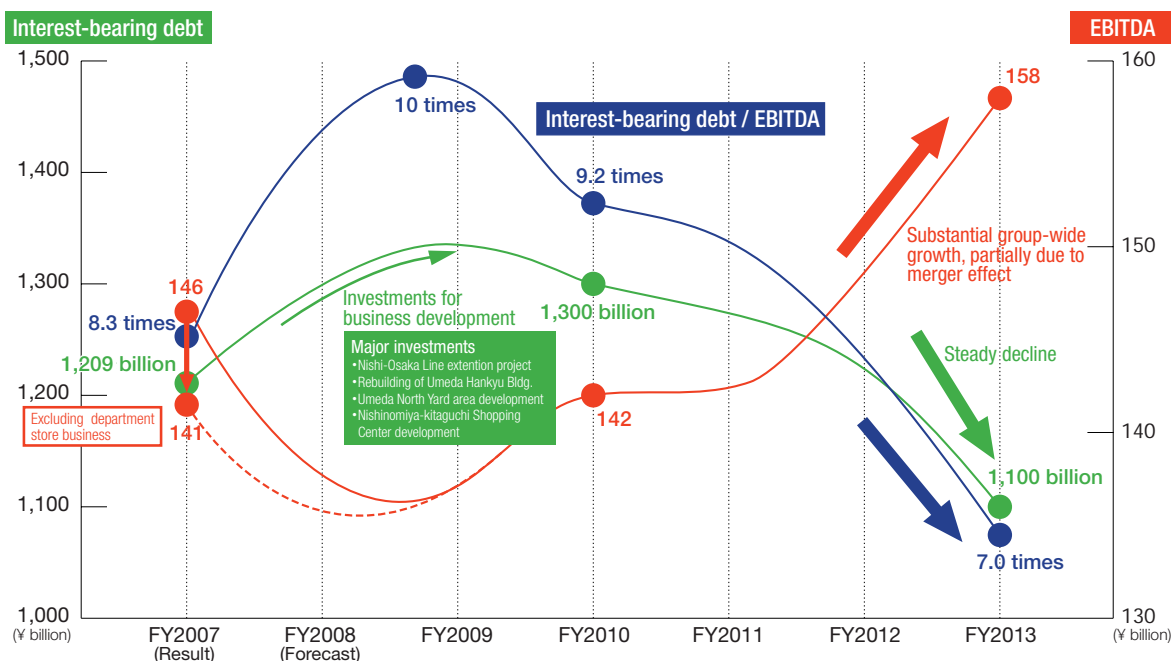 Interest-bearing debt
EBITDA
1,500
160
10 times
Interest-bearing debt / EBITDA
158
1,400
9.2 times
150
Substantial group-wide
growth, partially due to
merger effect
146
1,300
8.3 times
Investments for
business development
1,300 billion
1,209 billion
Major investments
•Nishi-Osaka Line extention project
•Rebuilding of Umeda Hankyu Bldg.
•Umeda North Yard area development
•Nishinomiya-kitaguchi Shopping
Center development
Steady decline
1,200
Excluding department
store business
141
142
140
1,100 billion
1,100
7.0 times
1,000
130
(¥ billion)
FY2007
(Result)
FY2008
(Forecast)
FY2009
FY2010
FY2011
FY2012
FY2013
(¥ billion)